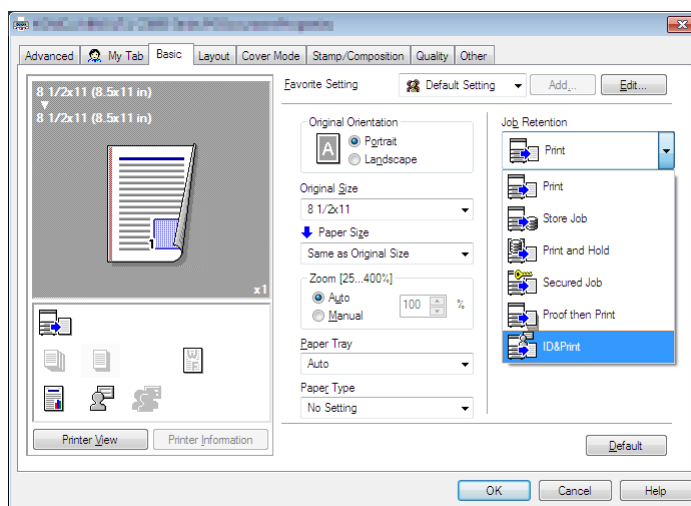 Advanced My Tab Basic Layout Cover Mode Stamp/Composition Quality Other
8 1/2x11 (8.5x11 in)
8 1/2x11 (8.5x11 in)
1
x1
Printer View Printer Information
Favorite Setting Default Setting Add... Edit...
Original Orientation
A
Portrait
Landscape
Original Size
8 1/2x11
Paper Size
Same as Original Size
Zoom [25...400%]
Auto
Manual
100 %
Paper Tray
Auto
Paper Type
No Setting
Job Retention
Print
Print
Store Job
Print and Hold
Secured Job
Proof then Print
ID&Print
Default
OK Cancel Help